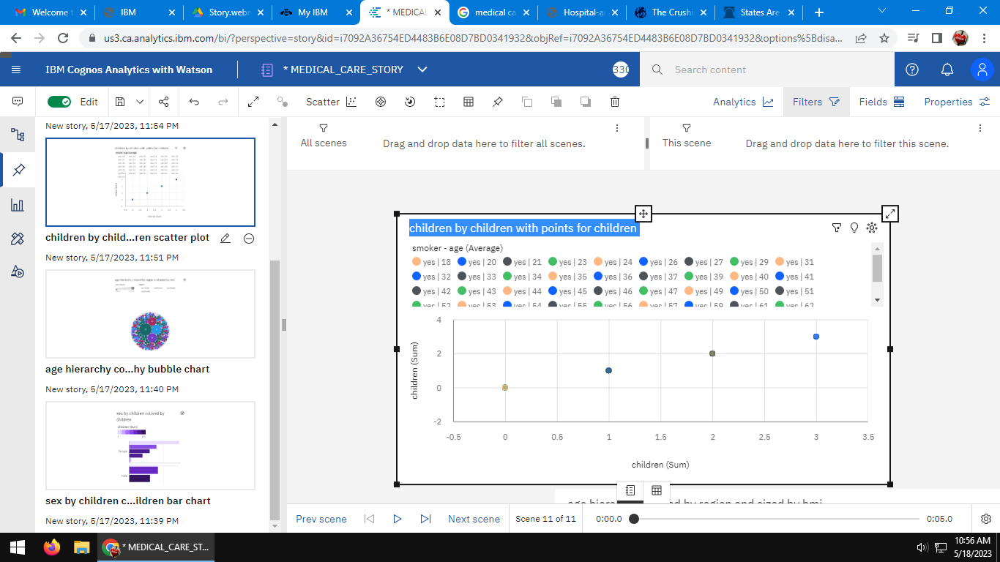 Welcome t
IBM
Story.webm
My IBM
* MEDICAL
medical ca
Hospital-a
The Crushi
States Are
us3.ca.analytics.ibm.com/bi/?perspective=story&id=i7092A36754ED4483B6E08D7BD0341932&objRef=i7092A36754ED4483B6E08D7BD0341932&options%5Bdisa...
IBM Cognos Analytics with Watson
* MEDICAL_CARE_STORY
330
Search content
Edit
Scatter
Analytics
Filters
Fields
Properties
New story, 5/17/2023, 11:54 PM
All scenes
Drag and drop data here to filter all scenes.
This scene
Drag and drop data here to filter this scene.
children by child...ren scatter plot
New story, 5/17/2023, 11:51 PM
age hierarchy co...hy bubble chart
New story, 5/17/2023, 11:40 PM
sex by children colored by
children
children (Sum)
Female
Male
sex by children c...ildren bar chart
New story, 5/17/2023, 11:39 PM
children by children with points for children
smoker - age (Average)
yes | 18 yes | 20 yes | 21 yes | 23 yes | 24 yes | 26 yes | 27 yes | 29 yes | 31
yes | 32 yes | 33 yes | 34 yes | 35 yes | 36 yes | 37 yes | 39 yes | 40 yes | 41
yes | 42 yes | 43 yes | 44 yes | 45 yes | 46 yes | 47 yes | 49 yes | 50 yes | 51
yes | 52 yes | 53 yes | 54 yes | 55 yes | 56 yes | 57 yes | 59 yes | 61 yes | 62
children (Sum)
4
2
0
-2
-0.5 0 0.5 1 1.5 2 2.5 3 3.5
children (Sum)
Prev scene
Next scene
Scene 11 of 11
0:00.0
0:05.0
* MEDICAL_CARE_ST...
10:56 AM
5/18/2023